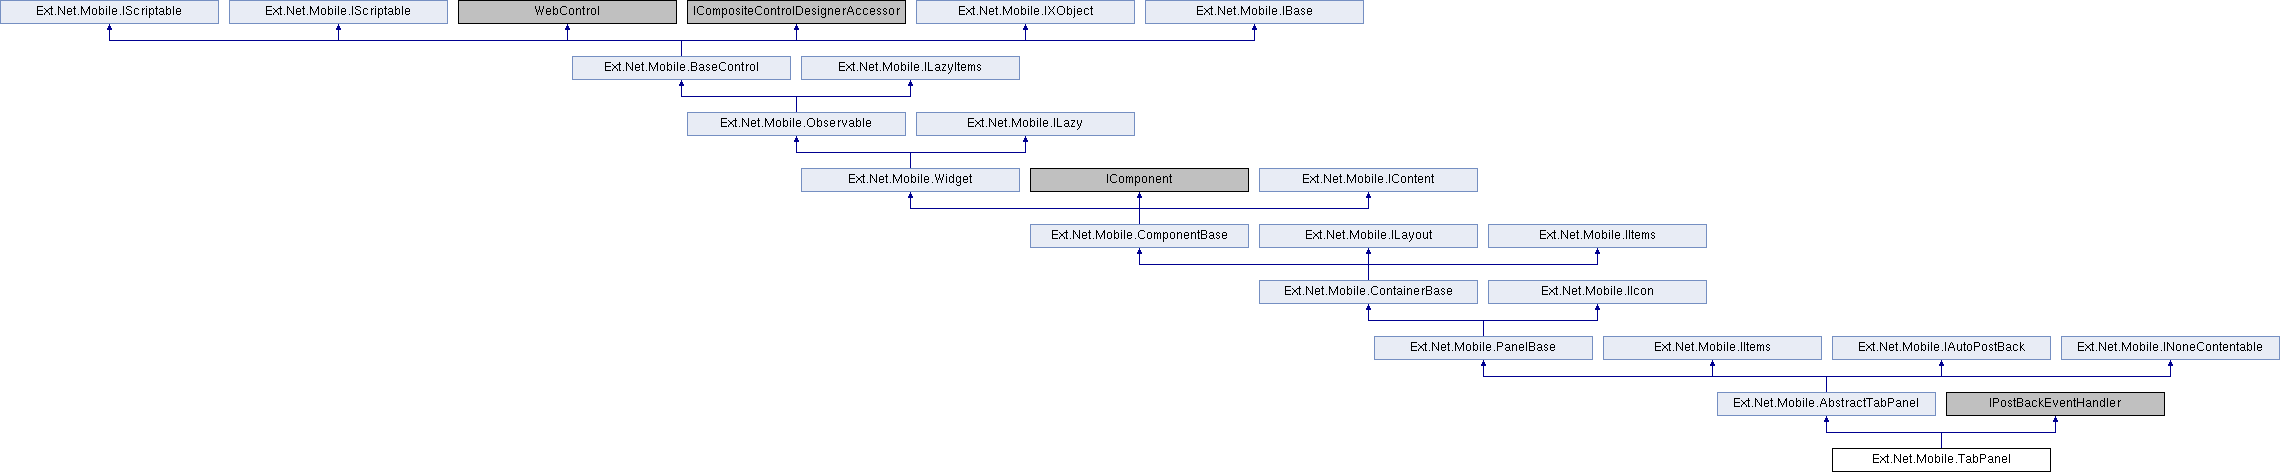 Ext.Net.Mobile.IScriptable
Ext.Net.Mobile.IScriptable
WebControl
ICompositeControlDesignerAccessor
Ext.Net.Mobile.IXObject
Ext.Net.Mobile.IBase
Ext.Net.Mobile.BaseControl
Ext.Net.Mobile.ILazyItems
Ext.Net.Mobile.Observable
Ext.Net.Mobile.ILazy
Ext.Net.Mobile.Widget
IComponent
Ext.Net.Mobile.IContent
Ext.Net.Mobile.ComponentBase
Ext.Net.Mobile.ILayout
Ext.Net.Mobile.IItems
Ext.Net.Mobile.ContainerBase
Ext.Net.Mobile.IIcon
Ext.Net.Mobile.PanelBase
Ext.Net.Mobile.IItems
Ext.Net.Mobile.IAutoPostBack
Ext.Net.Mobile.INoneContentable
Ext.Net.Mobile.AbstractTabPanel
IPostBackEventHandler
Ext.Net.Mobile.TabPanel